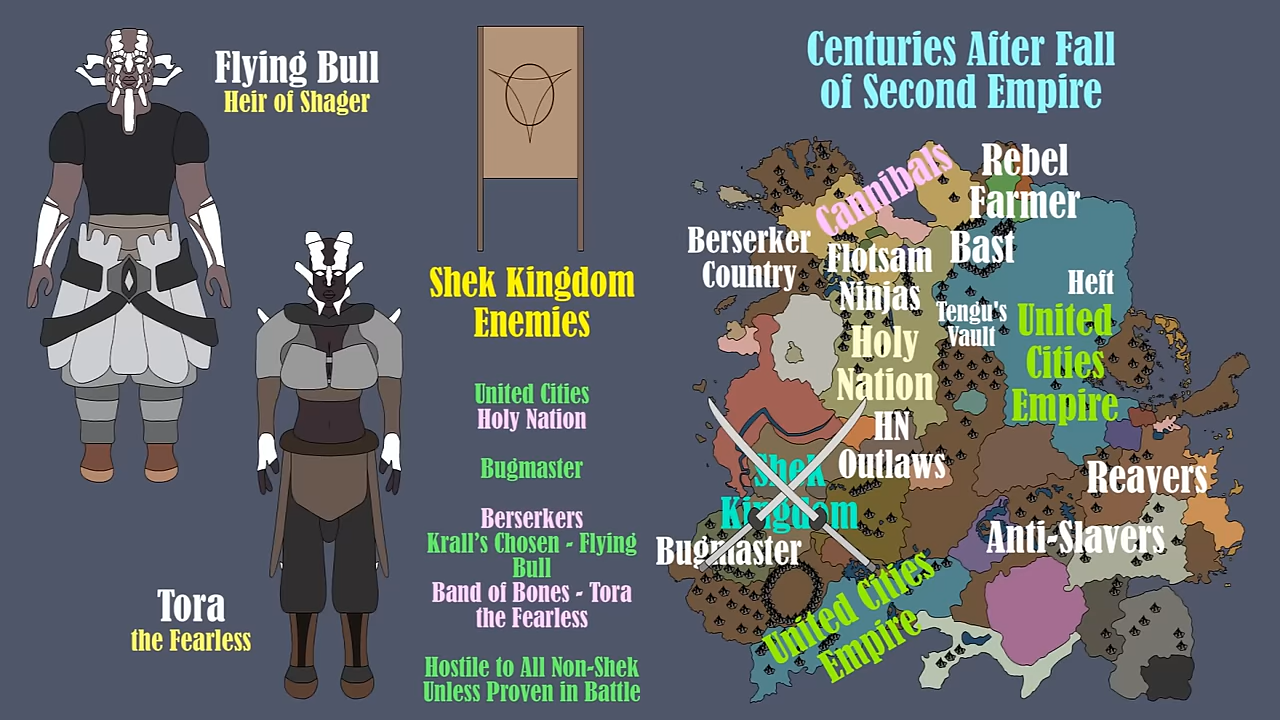 Flying Bull
Heir of Shager
Tora
the Fearless
Shek Kingdom
Enemies
United Cities
Holy Nation
Bugmaster
Berserkers
Krall's Chosen - Flying
Bull
Band of Bones - Tora
the Fearless
Hostile to All Non-Shek
Unless Proven in Battle
Centuries After Fall
of Second Empire
Cannibals
Rebel
Farmer
Berserker
Country
Flotsam
Ninjas
Bast
Heft
Tengu's
Vault
United
Cities
Empire
Holy
Nation
HN
Outlaws
Shek
Kingdom
Reavers
Anti-Slavers
Bugmaster
United Cities
Empire